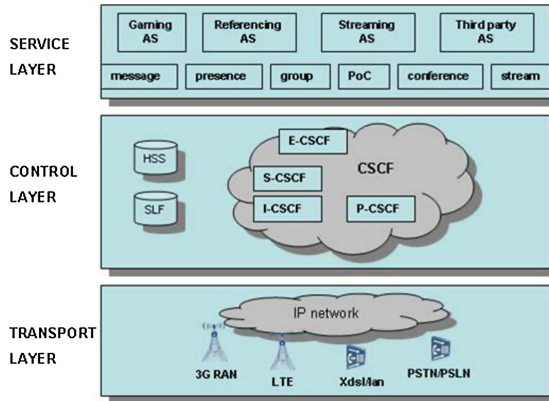 SERVICE
LAYER
Gaming
AS
Referencing
AS
Streaming
AS
Third party
AS
message
presence
group
PoC
conference
stream
CONTROL
LAYER
HSS
SLF
E-CSCF
CSCF
S-CSCF
I-CSCF
P-CSCF
TRANSPORT
LAYER
IP network
3G RAN
LTE
Xdsl/lan
PSTN/PSLN